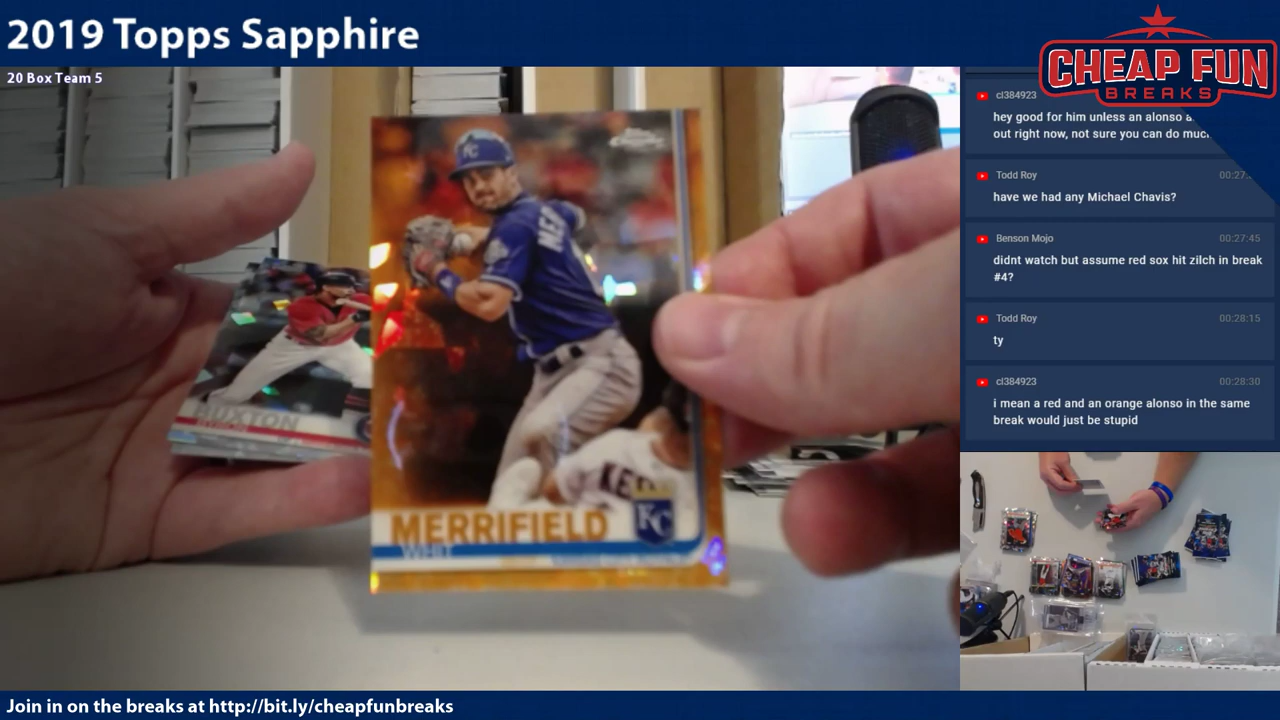 2019 Topps Sapphire
20 Box Team 5
CHEAP FUN
BREAKS
cl384923
hey good for him unless an alonso
out right now, not sure you can do
Todd Roy
have we had any Michael Chavis?
Benson Mojo 00:27:45
didnt watch but assume red sox hit zilch in break
#4?
Todd Roy 00:28:15
ty
cl384923 00:28:30
i mean a red and an orange alonso in the same
break would just be stupid
KC
MERRIFIELD
WHIT
KC
BUXTON
Join in on the breaks at http://bit.ly/cheapfunbreaks